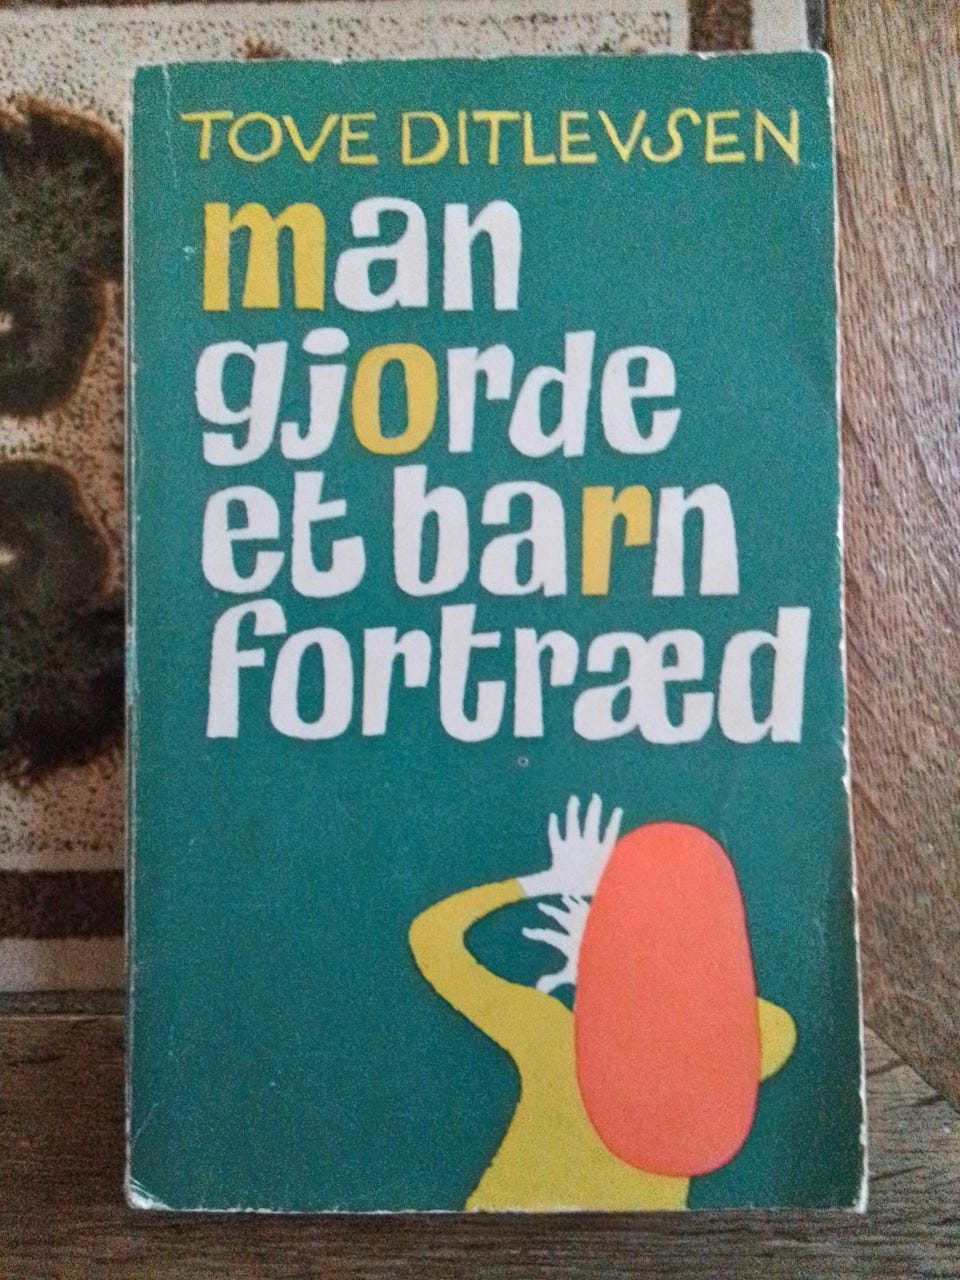 TOVE DITLEVSEN
man
gjorde
et barn
fortræd